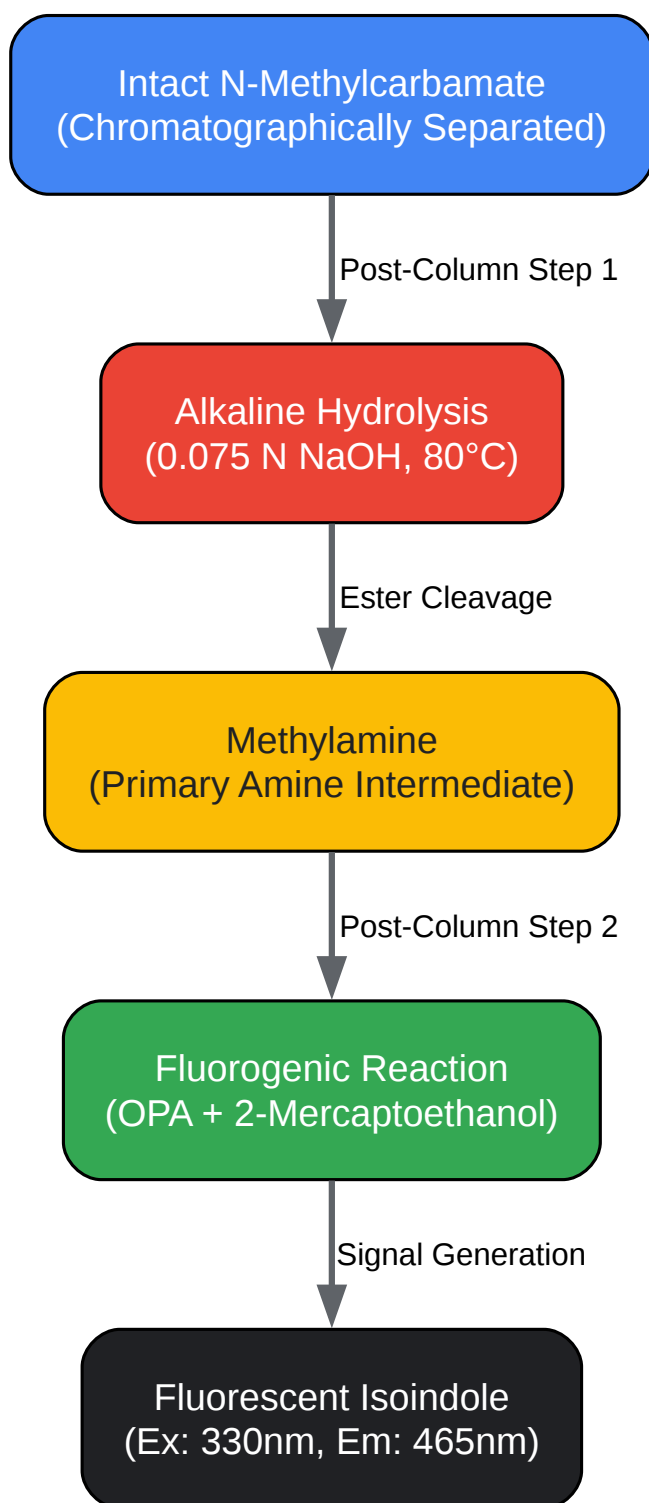 Intact N-Methylcarbamate
(Chromatographically Separated)
Post-Column Step 1
Alkaline Hydrolysis
(0.075 N NaOH, 80°C)
Ester Cleavage
Methylamine
(Primary Amine Intermediate)
Post-Column Step 2
Fluorogenic Reaction
(OPA + 2-Mercaptoethanol)
Signal Generation
Fluorescent Isoindole
(Ex: 330nm, Em: 465nm)